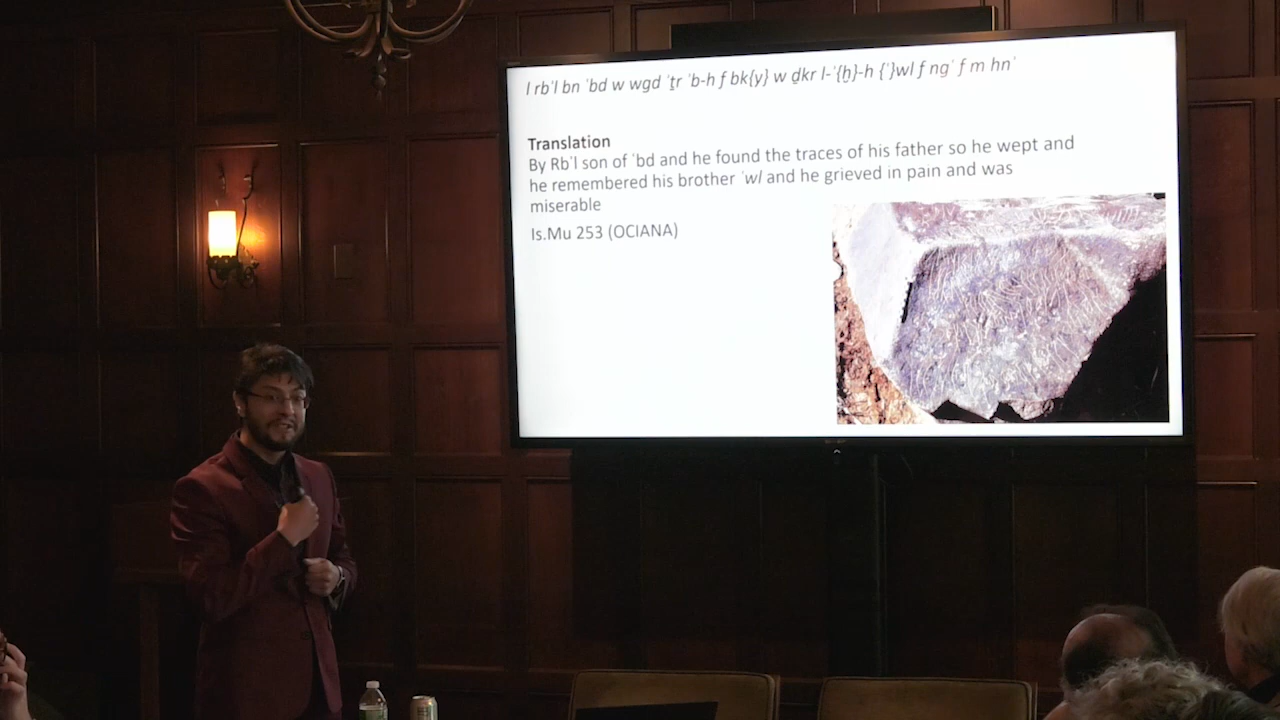 l rbʾl bn ʿbd w wgd ʾṯr ʾb-h f bk{y} w ḏkr l-ʾ{ḫ}-h {ʿ}wl f ngʿ f m hnʾ
Translation
By Rbʾl son of ʿbd and he found the traces of his father so he wept and
he remembered his brother ʿwl and he grieved in pain and was
miserable
Is.Mu 253 (OCIANA)